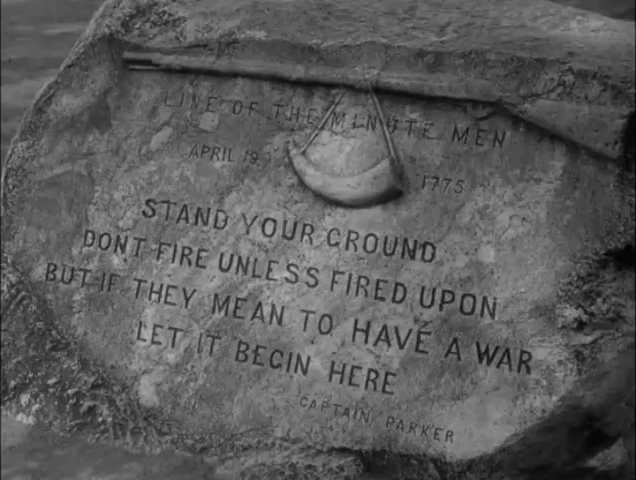 LINE OF THE MINUTE MEN
APRIL 19 1775
STAND YOUR GROUND
DONT FIRE UNLESS FIRED UPON
BUT IF THEY MEAN TO HAVE A WAR
LET IT BEGIN HERE
CAPTAIN PARKER